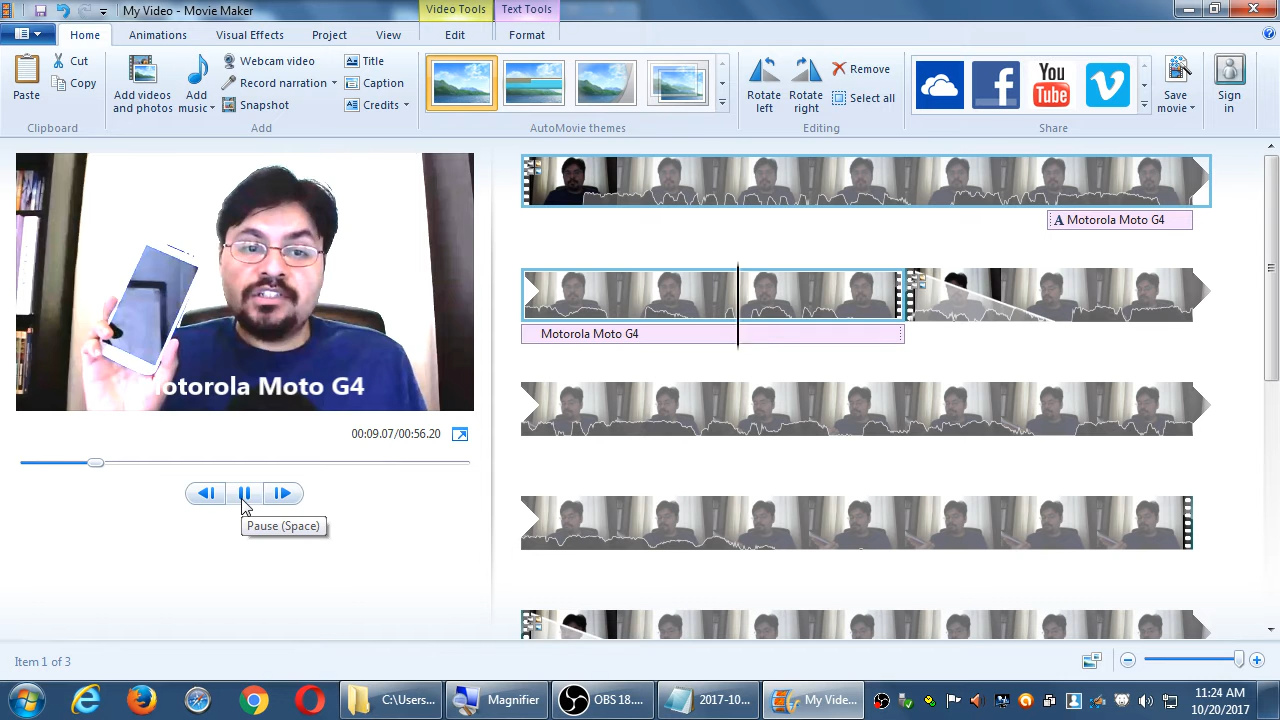 My Video - Movie Maker
Video Tools
Text Tools
Home
Animations
Visual Effects
Project
View
Edit
Format
Paste
Cut
Copy
Clipboard
Add videos
and photos
Add
music
Webcam video
Record narration
Snapshot
Title
Caption
Credits
Add
AutoMovie themes
Rotate
left
Rotate
right
Remove
Select all
Editing
You
Tube
Share
Save
movie
Sign
in
Motorola Moto G4
00:09.07/00:56.20
Pause (Space)
A Motorola Moto G4
Motorola Moto G4
Item 1 of 3
C:\Users...
Magnifier
OBS 18....
2017-10...
My Vide...
11:24 AM
10/20/2017